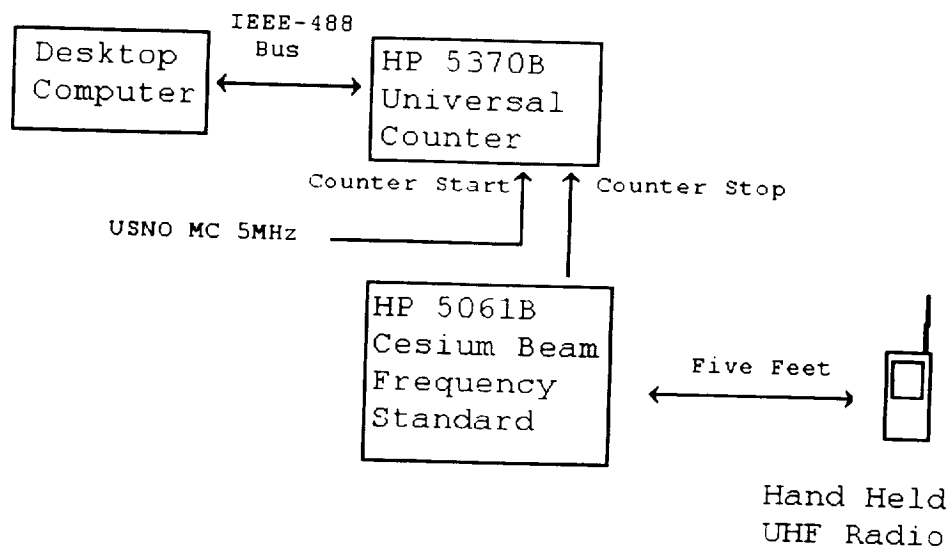 IEEE-488
Bus
Desktop
Computer
HP 5370B
Universal
Counter
Counter Start
Counter Stop
USNO MC 5MHz
HP 5061B
Cesium Beam
Frequency
Standard
Five Feet
Hand Held
UHF Radio